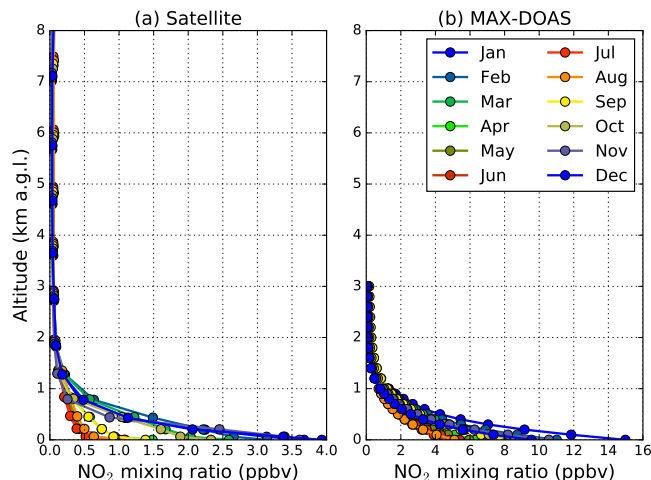 (a) Satellite
(b) MAX-DOAS
8
7
6
5
4
3
2
1
0
0.0 0.5 1.0 1.5 2.0 2.5 3.0 3.5 4.0
Altitude (km a.g.l.)
NO₂ mixing ratio (ppbv)
8
7
6
5
4
3
2
1
0
0 2 4 6 8 10 12 14 16
NO₂ mixing ratio (ppbv)
Jan
Feb
Mar
Apr
May
Jun
Jul
Aug
Sep
Oct
Nov
Dec